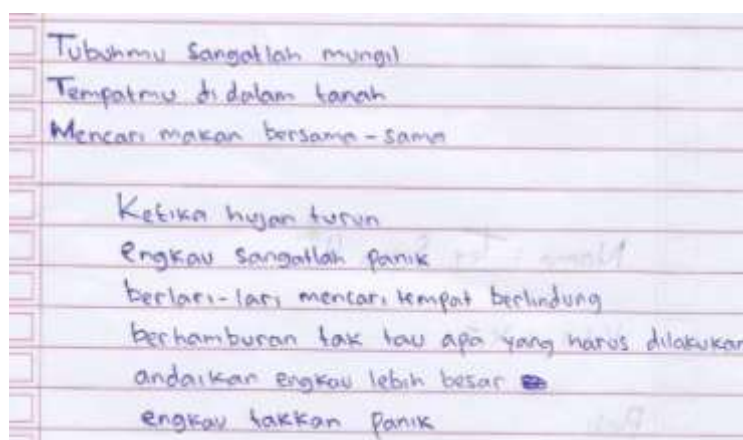 Tubuhmu Sangatlah mungil
Tempatmu di dalam tanah
Mencari makan bersama-sama
Ketika hujan turun
engkau sangatlah panik
berlari-lari mencari tempat berlindung
berhamburan tak tau apa yang harus dilakukan
andaikan engkau lebih besar
engkau takkan panik